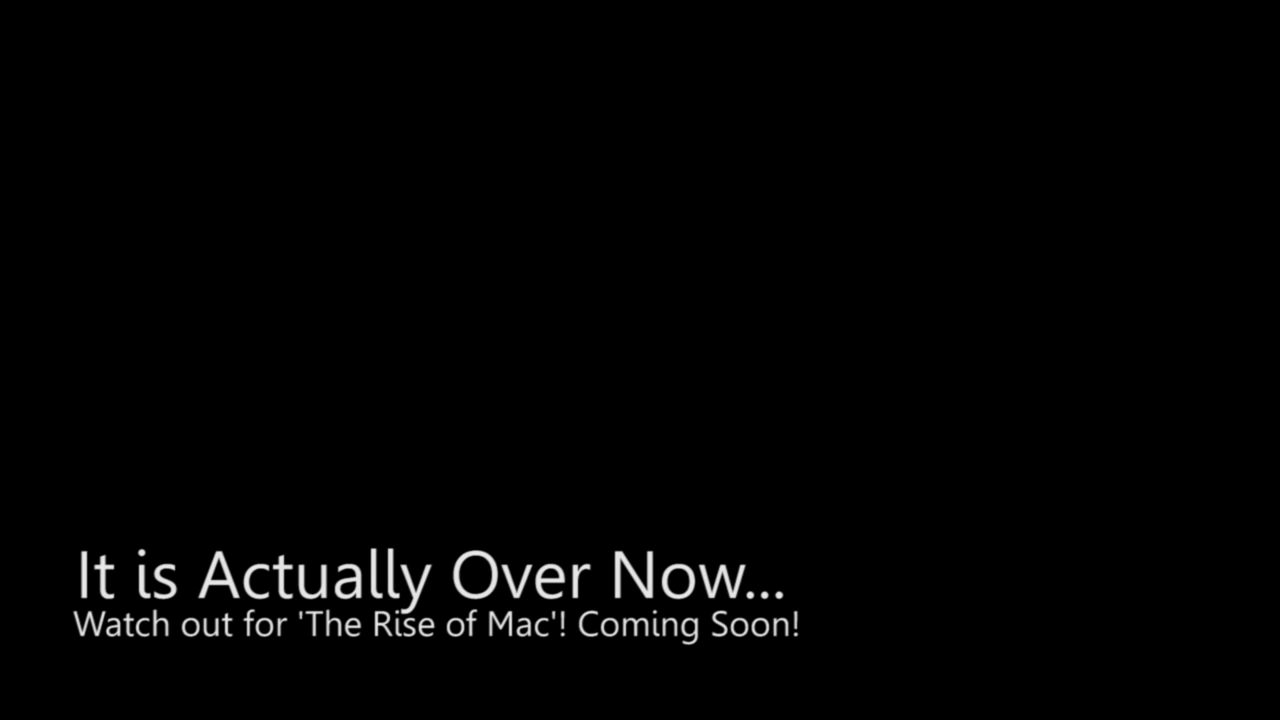 It is Actually Over Now...
Watch out for 'The Rise of Mac'! Coming Soon!